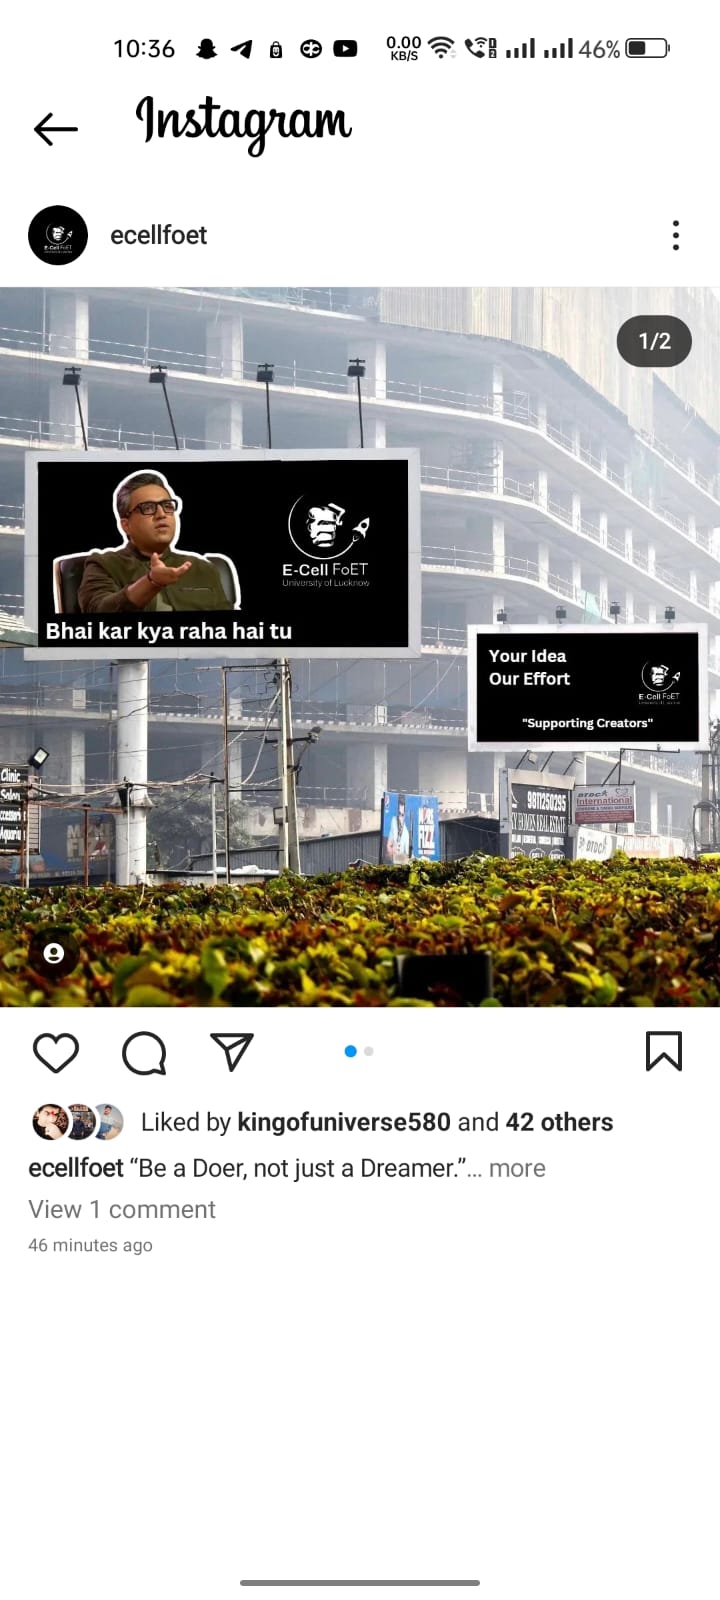 10:36
0.00
KB/S
46%
Instagram
ecellfoet
1/2
E-Cell FoET
University of Lucknow
Bhai kar kya raha hai tu
Your Idea
Our Effort
E-Cell FoET
"Supporting Creators"
Clinic
Salon
9811250295
DTDC
International
DTDC
Liked by kingofuniverse580 and 42 others
ecellfoet “Be a Doer, not just a Dreamer.”... more
View 1 comment
46 minutes ago